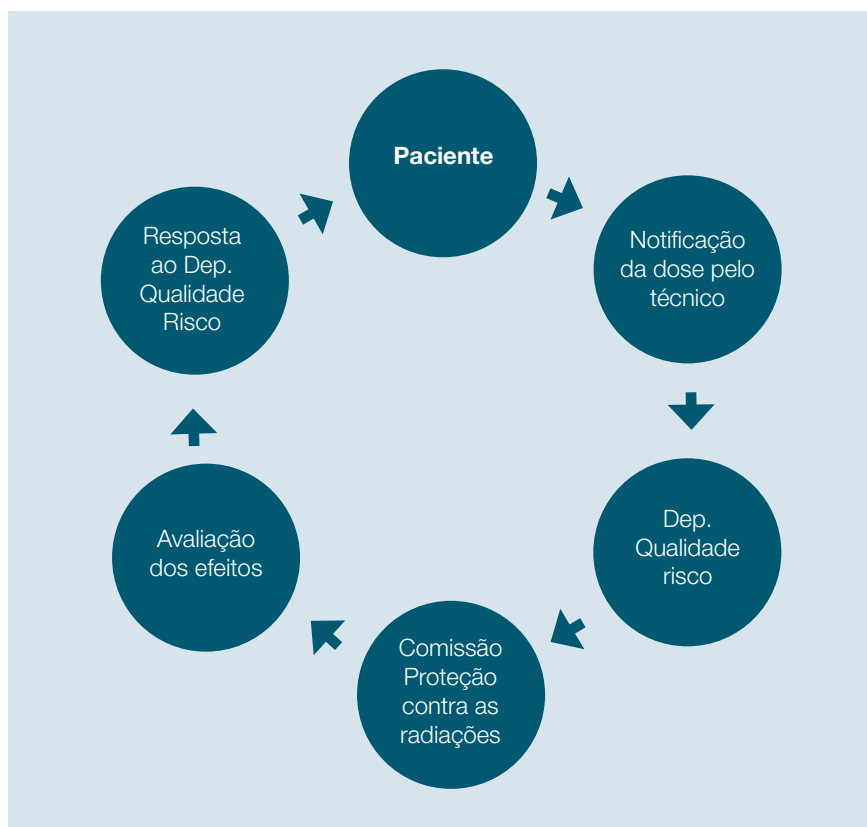 Paciente
Notificação
da dose pelo
técnico
Dep.
Qualidade
risco
Comissão
Proteção
contra as
radiações
Avaliação
dos efeitos
Resposta
ao Dep.
Qualidade
Risco